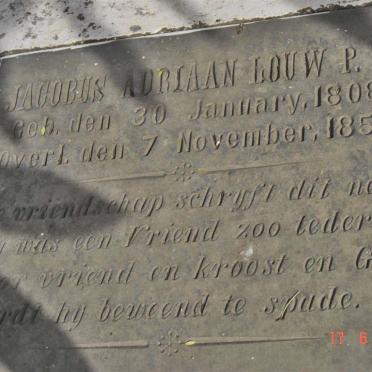 JACOBUS ADRIAAN LOUW P.
Geb. den 30 January, 1808
Overl. den 7 November, 185
vriendschap schryft dit
was een Vriend zoo teder
vriend en kroost en G
hy beweend te spade.
17. 6